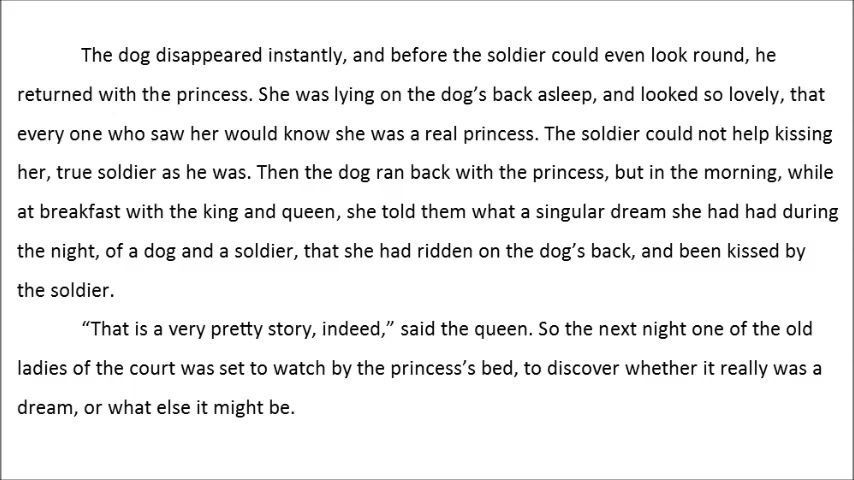 The dog disappeared instantly, and before the soldier could even look round, he
returned with the princess. She was lying on the dog’s back asleep, and looked so lovely, that
every one who saw her would know she was a real princess. The soldier could not help kissing
her, true soldier as he was. Then the dog ran back with the princess, but in the morning, while
at breakfast with the king and queen, she told them what a singular dream she had had during
the night, of a dog and a soldier, that she had ridden on the dog’s back, and been kissed by
the soldier.
“That is a very pretty story, indeed,” said the queen. So the next night one of the old
ladies of the court was set to watch by the princess’s bed, to discover whether it really was a
dream, or what else it might be.